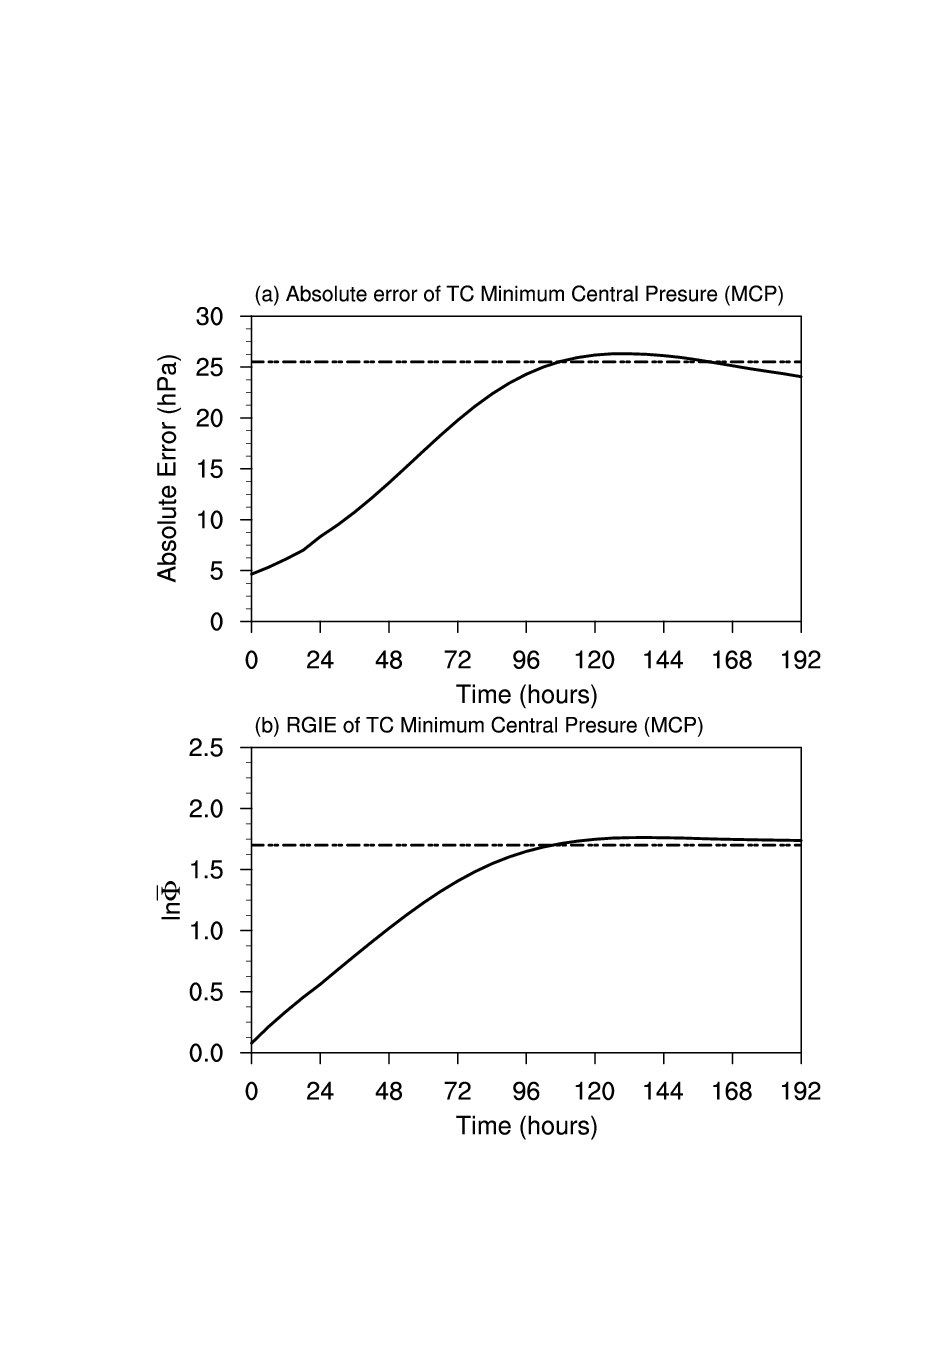 (a) Absolute error of TC Minimum Central Presure (MCP)
30
25
20
15
10
5
0
Absolute Error (hPa)
0 24 48 72 96 120 144 168 192
Time (hours)
(b) RGIE of TC Minimum Central Presure (MCP)
2.5
2.0
1.5
1.0
0.5
0.0
lnΦ̅
0 24 48 72 96 120 144 168 192
Time (hours)